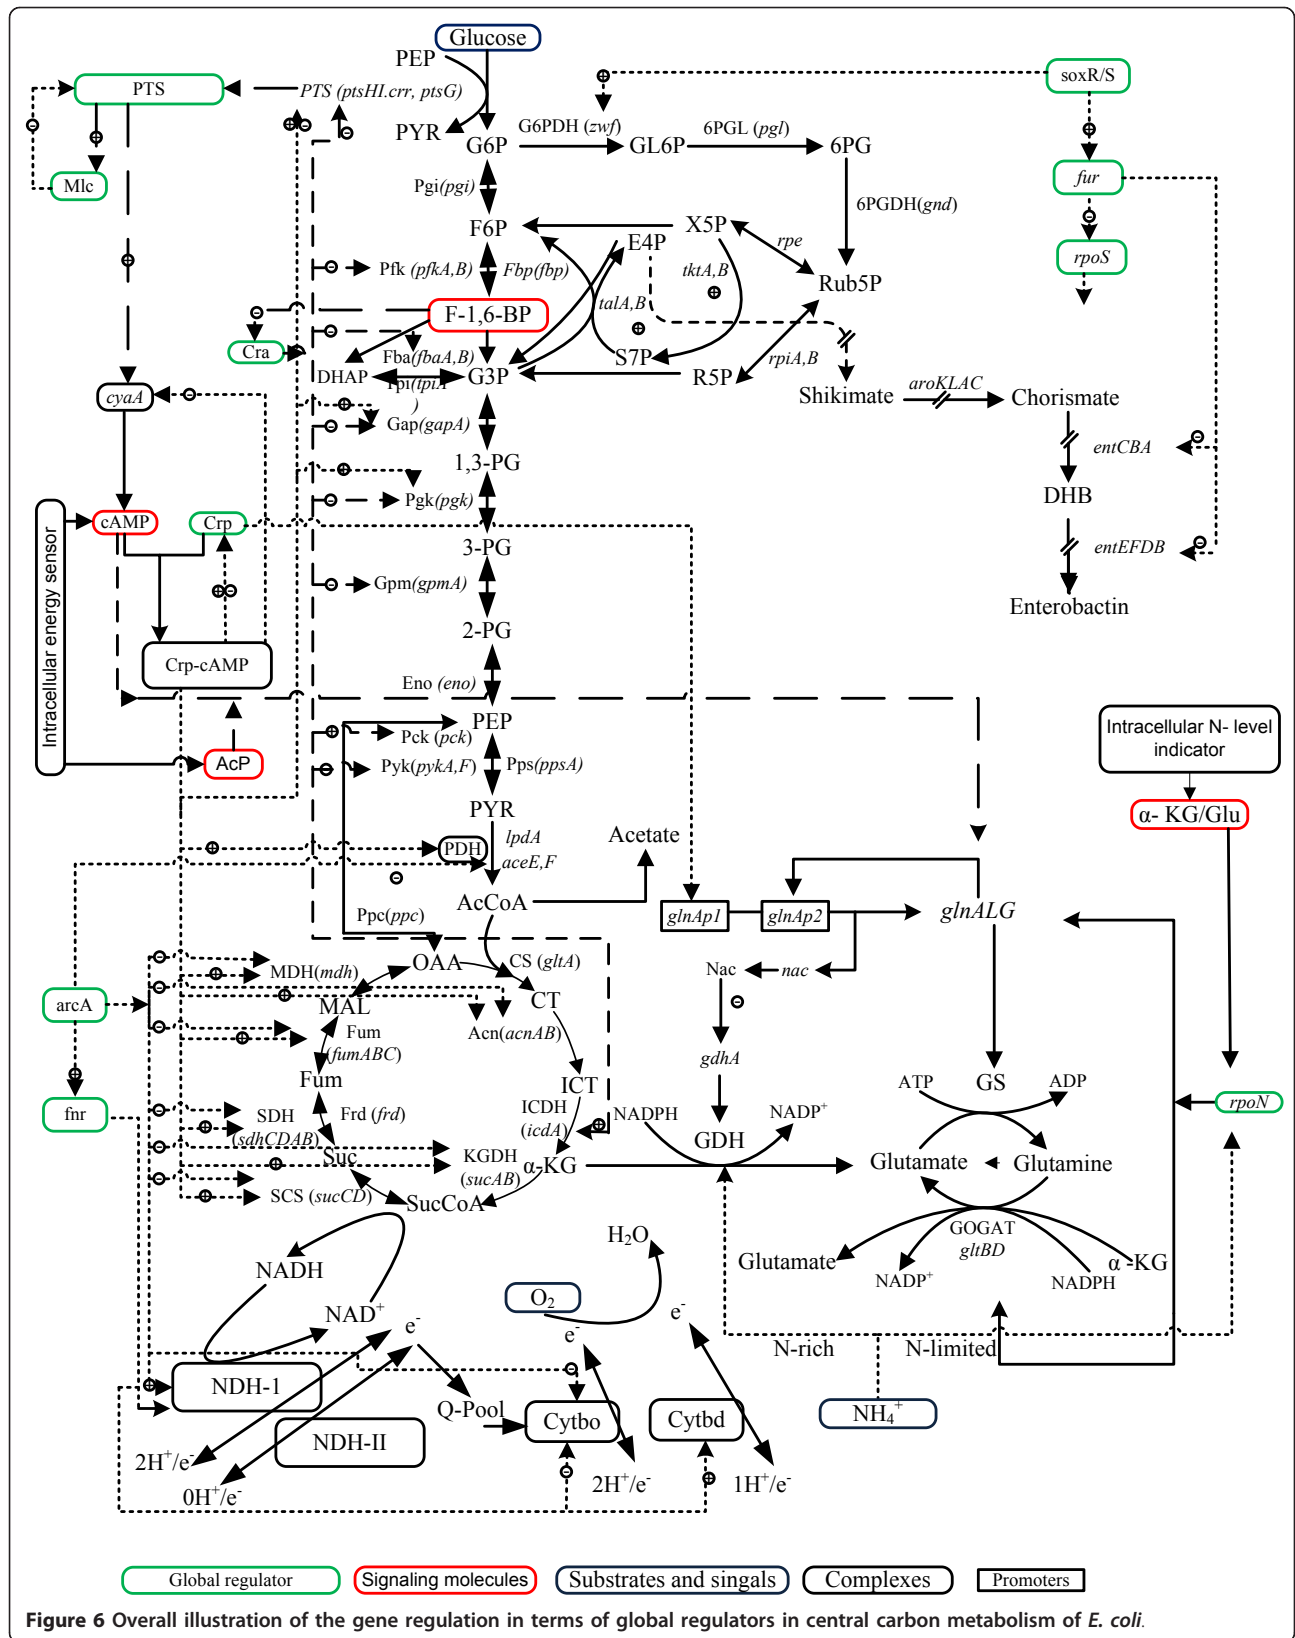 Glucose
PEP
soxR/S
PTS
PTS (ptsHI.crr, ptsG)
PYR
G6P
G6PDH (zwf)
GL6P
6PGL (pgl)
6PG
Mlc
Pgi(pgi)
fur
6PGDH(gnd)
F6P
E4P
X5P
rpe
rpoS
Pfk (pfkA,B)
Fbp(fbp)
tktA,B
Rub5P
talA,B
F-1,6-BP
Cra
Fba(fbaA,B)
S7P
rpiA,B
DHAP
Tpi(tpiA
)
G3P
R5P
Shikimate
aroKLAC
Chorismate
cyaA
Gap(gapA)
entCBA
1,3-PG
Pgk(pgk)
DHB
Intracellular energy sensor
cAMP
Crp
3-PG
entEFDB
Gpm(gpmA)
Enterobactin
2-PG
Crp-cAMP
Eno (eno)
PEP
Pck (pck)
Intracellular N- level
indicator
AcP
Pyk(pykA,F)
Pps(ppsA)
PYR
α- KG/Glu
Acetate
lpdA
PDH
aceE,F
AcCoA
glnAp1
glnAp2
glnALG
Ppc(ppc)
OAA
CS (gltA)
Nac
nac
MDH(mdh)
arcA
MAL
CT
Acn(acnAB)
Fum
(fumABC)
gdhA
Fum
ICT
ATP
GS
ADP
fnr
SDH
(sdhCDAB)
Frd (frd)
ICDH
(icdA)
NADPH
NADP+
rpoN
GDH
Suc
KGDH
(sucAB)
α-KG
Glutamate
Glutamine
SCS (sucCD)
SucCoA
H2O
GOGAT
gltBD
NADH
Glutamate
NADP+
NADPH
α -KG
O2
NAD+
e-
e-
e-
N-rich
N-limited
NDH-1
Q-Pool
Cytbo
Cytbd
NH4+
NDH-II
2H+/e-
0H+/e-
2H+/e-
1H+/e-
Global regulator
Signaling molecules
Substrates and singals
Complexes
Promoters
Figure 6 Overall illustration of the gene regulation in terms of global regulators in central carbon metabolism of E. coli.